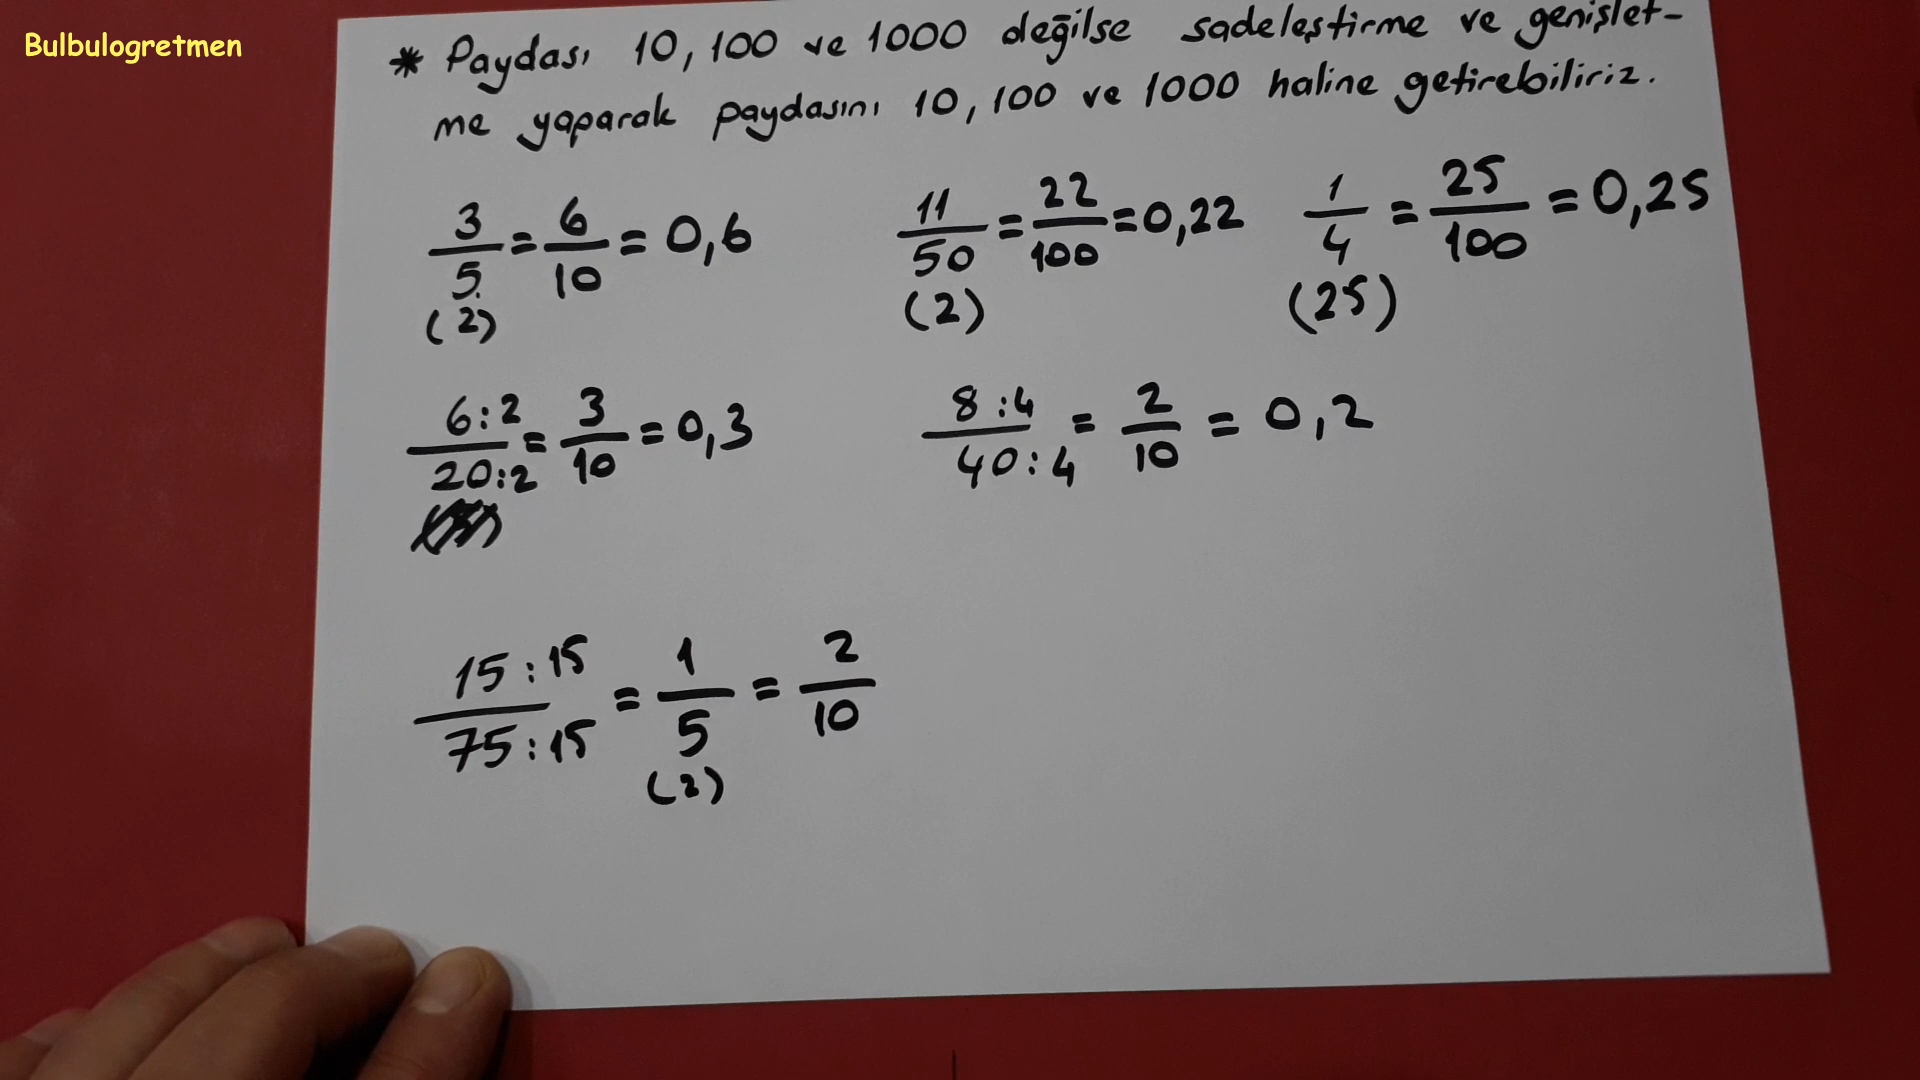 Bulbulogretmen
* Paydası 10, 100 ve 1000 değilse sadeleştirme ve genişlet-
me yaparak paydasını 10, 100 ve 1000 haline getirebiliriz.
3/5 = 6/10 = 0,6 11/50 = 22/100 = 0,22 1/4 = 25/100 = 0,25
(2) (2) (25)
6:2/20:2 = 3/10 = 0,3 8:4/40:4 = 2/10 = 0,2
15:15/75:15 = 1/5 = 2/10
(2)